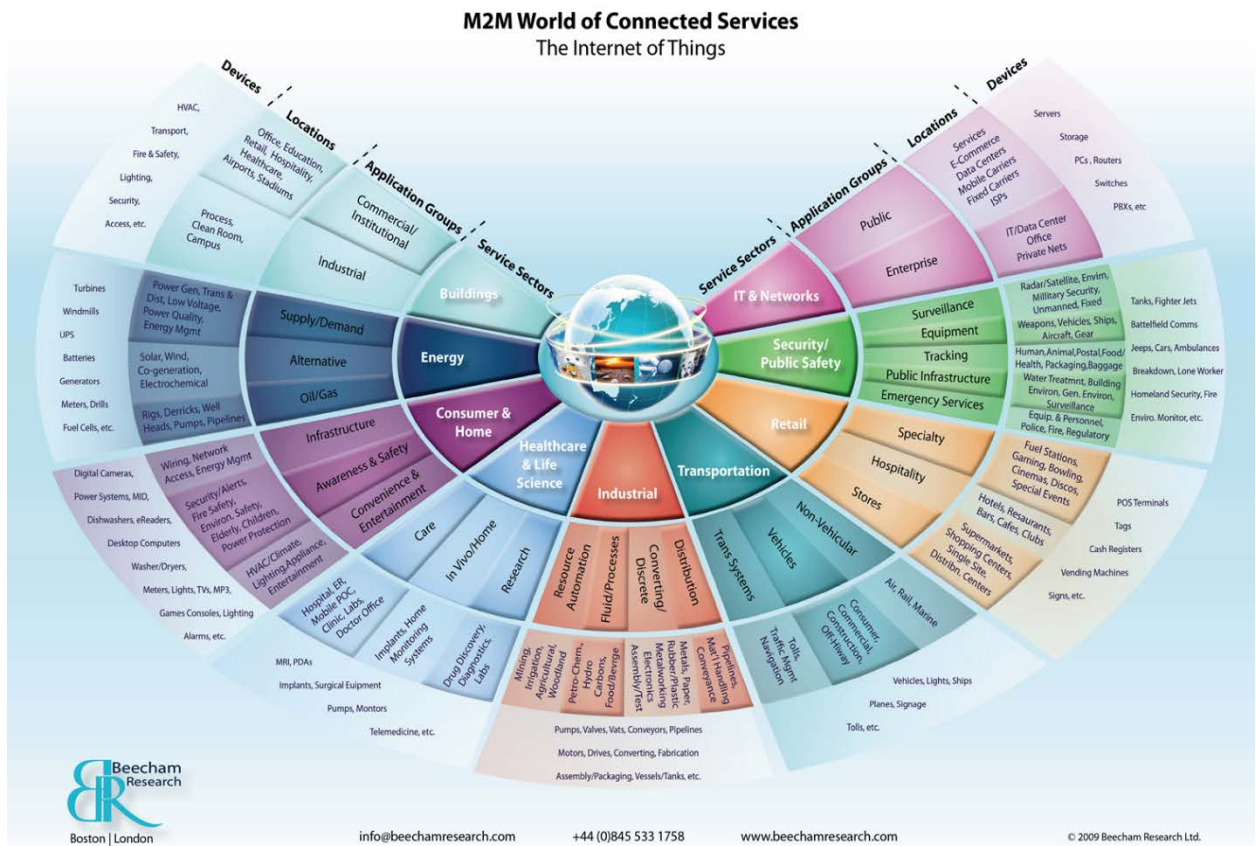 M2M World of Connected Services
The Internet of Things
Devices
Locations
Application Groups
Service Sectors
Service Sectors
Application Groups
Locations
Devices
HVAC,
Transport,
Fire & Safety,
Lighting,
Security,
Access, etc.
Office, Education,
Retail, Hospitality,
Healthcare,
Airports, Stadiums
Process,
Clean Room,
Campus
Commercial/
Institutional
Industrial
Buildings
Turbines
Windmills
UPS
Batteries
Generators
Meters, Drills
Fuel Cells, etc.
Power Gen, Trans &
Dist, Low Voltage,
Power Quality,
Energy Mgmt
Solar, Wind,
Co-generation,
Electrochemical
Rigs, Derricks, Well
Heads, Pumps, Pipelines
Supply/Demand
Alternative
Oil/Gas
Energy
Digital Cameras,
Power Systems, MID,
Dishwashers, eReaders,
Desktop Computers
Washer/Dryers,
Meters, Lights, TVs, MP3,
Games Consoles, Lighting
Alarms, etc.
Wiring, Network
Access, Energy Mgmt
Security/Alerts,
Fire Safety,
Environ. Safety,
Elderly, Children,
Power Protection
HVAC/Climate,
Lighting,Appliance,
Entertainment
Infrastructure
Awareness & Safety
Convenience &
Entertainment
Consumer &
Home
MRI, PDAs
Implants, Surgical Euipment
Pumps, Montors
Telemedicine, etc.
Hospital, ER,
Mobile POC,
Clinic, Labs,
Doctor Office
Implants, Home
Monitoring
Systems
Drug Discovery,
Diagnostics,
Labs
Care
In Vivo/Home
Research
Healthcare
& Life
Science
Industrial
Resource
Automation
Fluid/Processes
Converting/
Discrete
Distribution
Mining,
Irrigation,
Agricultural,
Woodland
Petro-Chem,
Hydro
Carbons,
Food/Bevrge
Metals, Paper,
Rubber/Plastic
Metalworking
Electronics
Assembly/Test
Pipelines,
Mat'l Handling
Conveyance
Pumps, Valves, Vats, Conveyors, Pipelines
Motors, Drives, Converting, Fabrication
Assembly/Packaging, Vessels/Tanks, etc.
Transportation
Trans Systems
Vehicles
Non-Vehicular
Tolls,
Traffic Mgmt
Navigation
Consumer,
Commercial,
Construction,
Off-Hiway
Air, Rail, Marine
Vehicles, Lights, Ships
Planes, Signage
Tolls, etc.
Retail
Specialty
Hospitality
Stores
Fuel Stations,
Gaming, Bowling,
Cinemas, Discos,
Special Events
Hotels, Resaurants,
Bars, Cafes, Clubs
Supermarkets,
Shopping Centers,
Single Site,
Distribn. Centers
POS Terminals
Tags
Cash Registers
Vending Machines
Signs, etc.
Security/
Public Safety
Surveillance
Equipment
Tracking
Public Infrastructure
Emergency Services
Radar/Satellite, Envirn,
Millitary Security,
Unmanned, Fixed
Weapons, Vehicles, Ships,
Aircraft, Gear
Human,Animal,Postal,Food/
Health, Packaging,Baggage
Water Treatmnt, Building
Environ, Gen. Environ,
Surveillance
Equip. & Personnel,
Police, Fire, Regulatory
Tanks, Fighter Jets
Battelfield Comms
Jeeps, Cars, Ambulances
Breakdown, Lone Worker
Homeland Security, Fire
Enviro. Monitor, etc.
IT & Networks
Public
Enterprise
Services
E-Commerce
Data Centers
Mobile Carriers
Fixed Carriers
ISPs
IT/Data Center
Office
Private Nets
Servers
Storage
PCs , Routers
Switches
PBXs, etc
BR
Beecham
Research
Boston | London
info@beechamresearch.com
+44 (0)845 533 1758
www.beechamresearch.com
© 2009 Beecham Research Ltd.